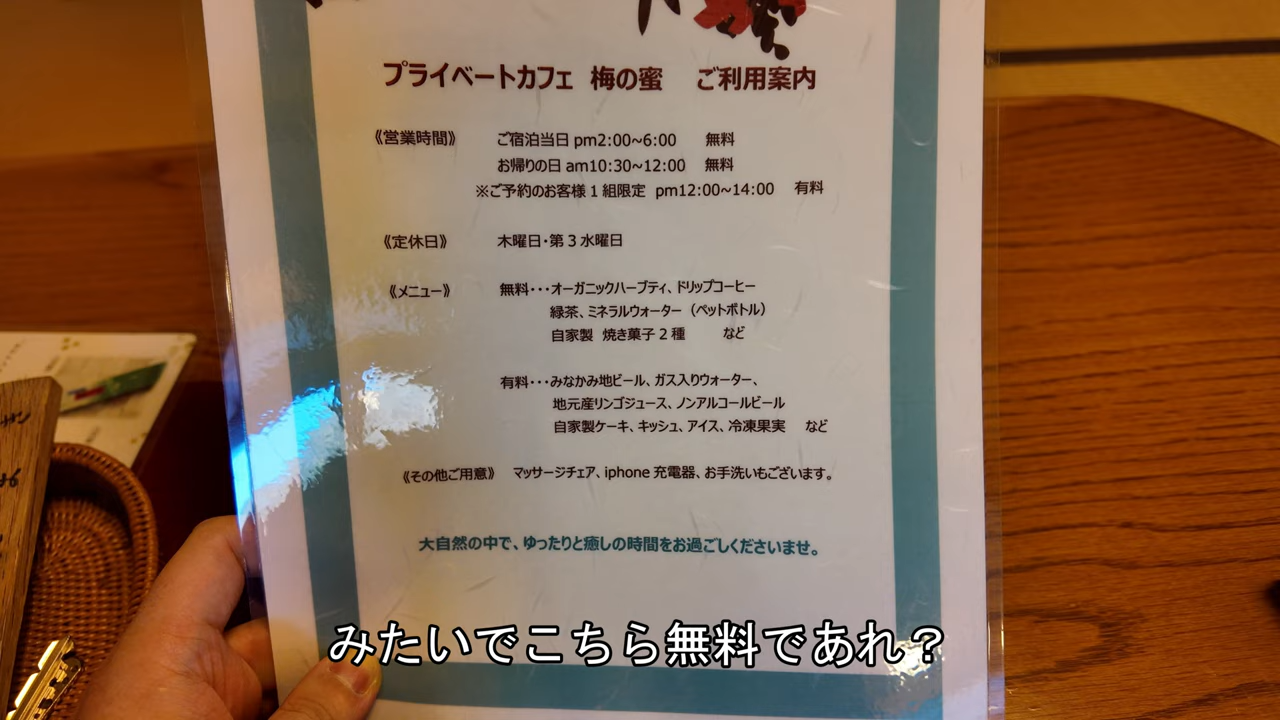 プライベートカフェ 梅の蜜 ご利用案内
《営業時間》 ご宿泊当日 pm2:00~6:00 無料
お帰りの日 am10:30~12:00 無料
※ご予約のお客様1組限定 pm12:00~14:00 有料
《定休日》 木曜日・第3水曜日
《メニュー》 無料・・・オーガニックハーブティ、ドリップコーヒー
緑茶、ミネラルウォーター（ペットボトル）
自家製 焼き菓子2種 など
有料・・・みなかみ地ビール、ガス入りウォーター、
地元産リンゴジュース、ノンアルコールビール
自家製ケーキ、キッシュ、アイス、冷凍果実 など
《その他ご用意》 マッサージチェア、iphone充電器、お手洗いもございます。
大自然の中で、ゆったりと癒しの時間をお過ごしくださいませ。
みたいでこちら無料であれ？